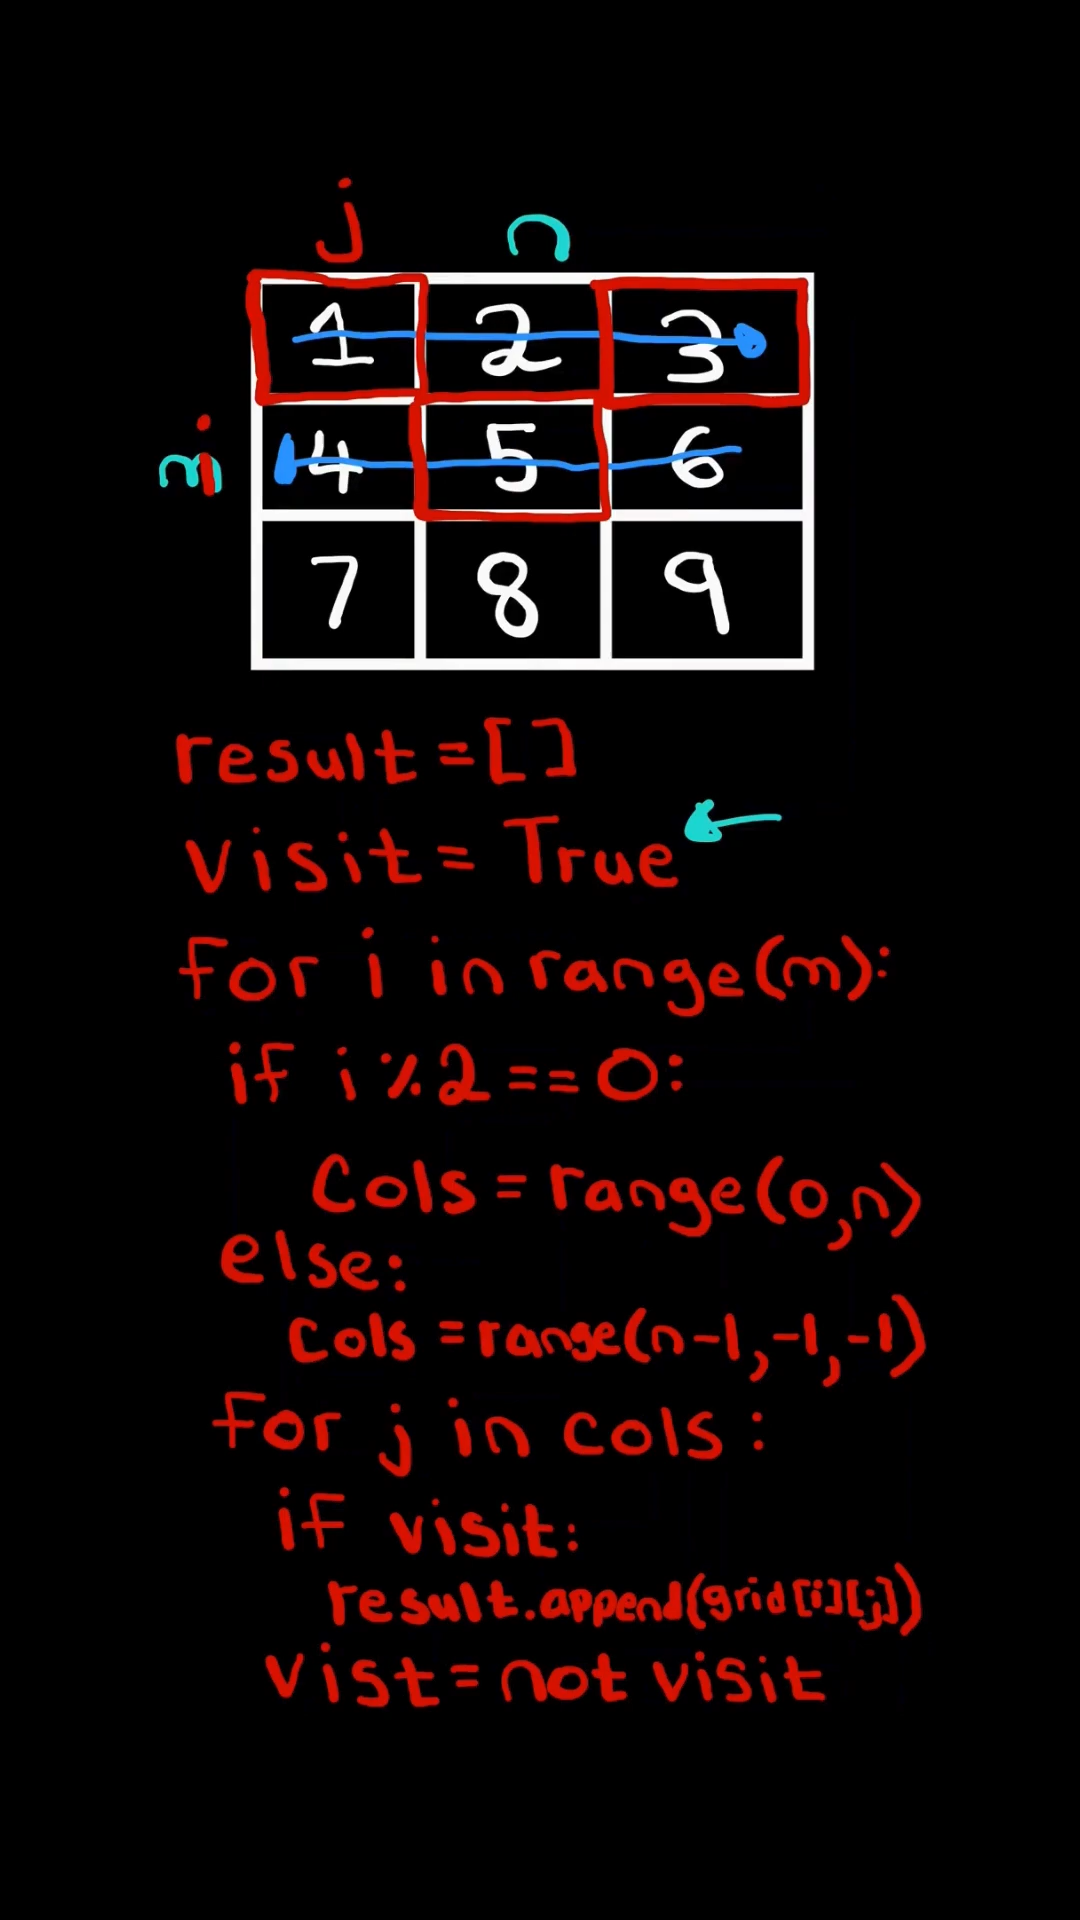 j n
1 2 3
m i 4 5 6
7 8 9
result=[]
visit= True
for i in range(m):
if i%2==0:
Cols=range(0,n)
else:
cols=range(n-1,-1,-1)
for j in cols:
if visit:
result.append(grid[i][j])
vist=not visit